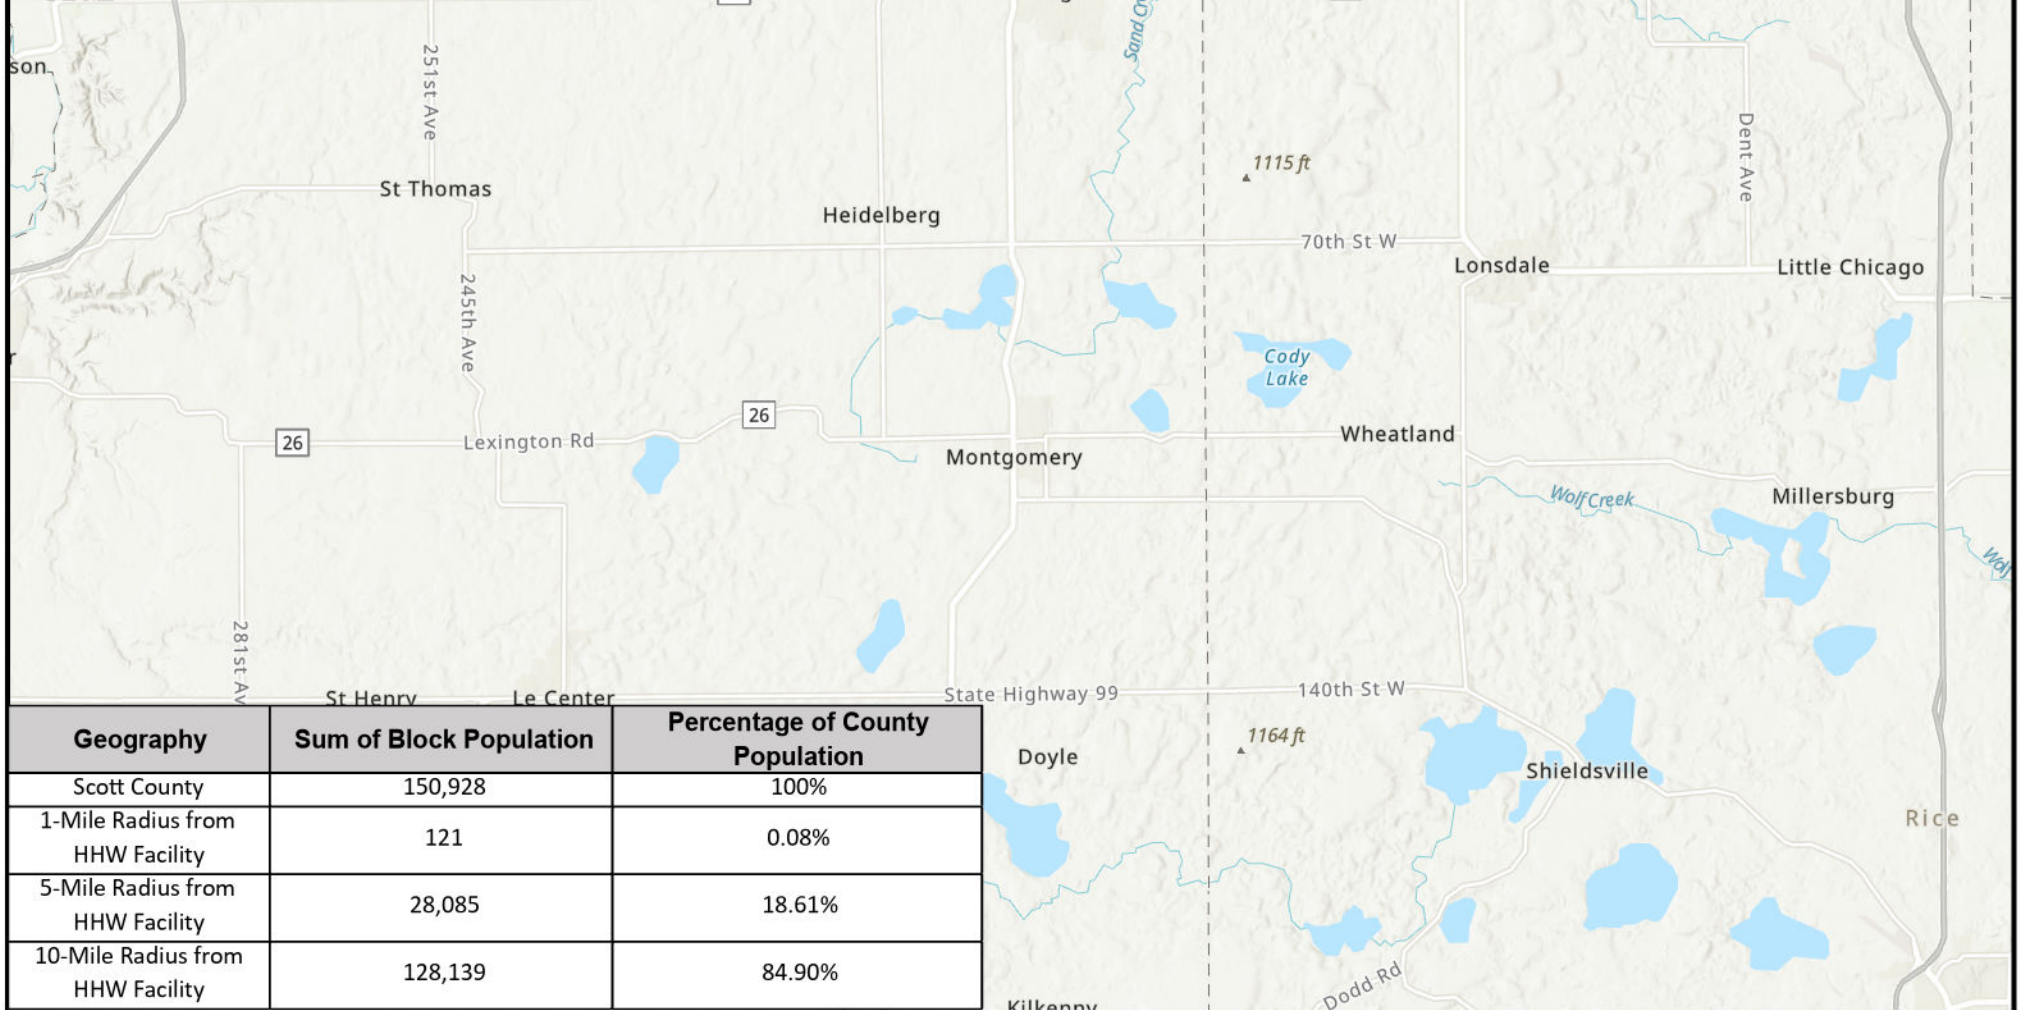 son
251st Ave
Sand Cr
1115 ft
Dent Ave
St Thomas
Heidelberg
70th St W
Lonsdale
Little Chicago
245th Ave
Cody
Lake
26
26
Lexington Rd
Montgomery
Wheatland
Wolf Creek
Millersburg
Wolf
281st Av
St Henry
Le Center
State Highway 99
140th St W
1164 ft
Doyle
Shieldsville
Rice
Dodd Rd
Kilkenny
Geography
Sum of Block Population
Percentage of County
Population
Scott County
150,928
100%
1-Mile Radius from
HHW Facility
121
0.08%
5-Mile Radius from
HHW Facility
28,085
18.61%
10-Mile Radius from
HHW Facility
128,139
84.90%